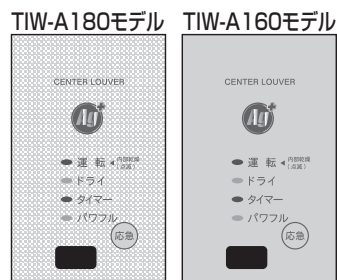 TIW-A180モデル
CENTER LOUVER
Ag+
運転 ◀内部乾燥(点滅)
ドライ
タイマー
パワフル
応急
TIW-A160モデル
CENTER LOUVER
Ag+
運転 ◀内部乾燥(点滅)
ドライ
タイマー
パワフル
応急